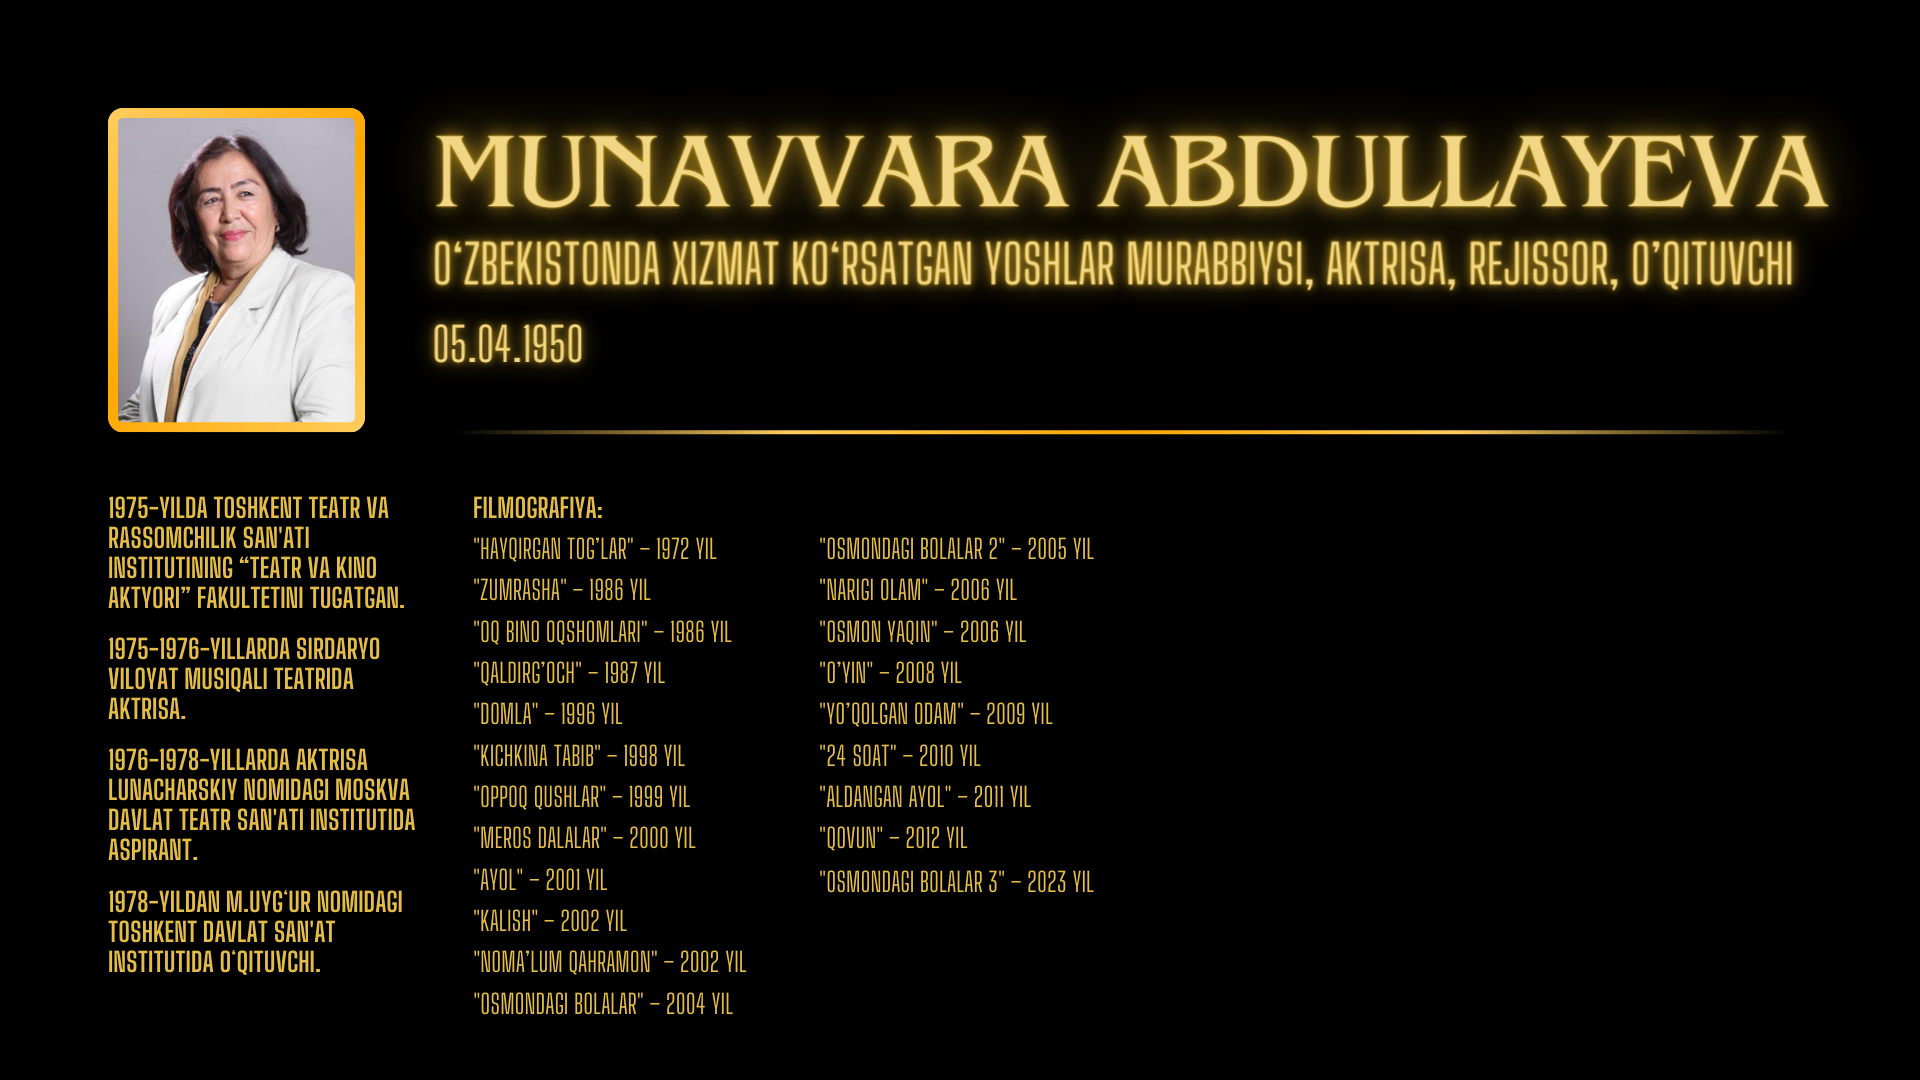 MUNAVVARA ABDULLAYEVA
O‘ZBEKISTONDA XIZMAT KO‘RSATGAN YOSHLAR MURABBIYSI, AKTRISA, REJISSOR, O’QITUVCHI
05.04.1950
1975-YILDA TOSHKENT TEATR VA
RASSOMCHILIK SAN'ATI
INSTITUTINING “TEATR VA KINO
AKTYORI” FAKULTETINI TUGATGAN.
1975-1976-YILLARDA SIRDARYO
VILOYAT MUSIQALI TEATRIDA
AKTRISA.
1976-1978-YILLARDA AKTRISA
LUNACHARSKIY NOMIDAGI MOSKVA
DAVLAT TEATR SAN'ATI INSTITUTIDA
ASPIRANT.
1978-YILDAN M.UYG‘UR NOMIDAGI
TOSHKENT DAVLAT SAN'AT
INSTITUTIDA O‘QITUVCHI.
FILMOGRAFIYA:
"HAYQIRGAN TOG’LAR" – 1972 YIL
"ZUMRASHA" – 1986 YIL
"OQ BINO OQSHOMLARI" – 1986 YIL
"QALDIRG’OCH" – 1987 YIL
"DOMLA" – 1996 YIL
"KICHKINA TABIB" – 1998 YIL
"OPPOQ QUSHLAR" – 1999 YIL
"MEROS DALALAR" – 2000 YIL
"AYOL" – 2001 YIL
"KALISH" – 2002 YIL
"NOMA’LUM QAHRAMON" – 2002 YIL
"OSMONDAGI BOLALAR" – 2004 YIL
"OSMONDAGI BOLALAR 2" – 2005 YIL
"NARIGI OLAM" – 2006 YIL
"OSMON YAQIN" – 2006 YIL
"O’YIN" – 2008 YIL
"YO’QOLGAN ODAM" – 2009 YIL
"24 SOAT" – 2010 YIL
"ALDANGAN AYOL" – 2011 YIL
"QOVUN" – 2012 YIL
"OSMONDAGI BOLALAR 3" – 2023 YIL